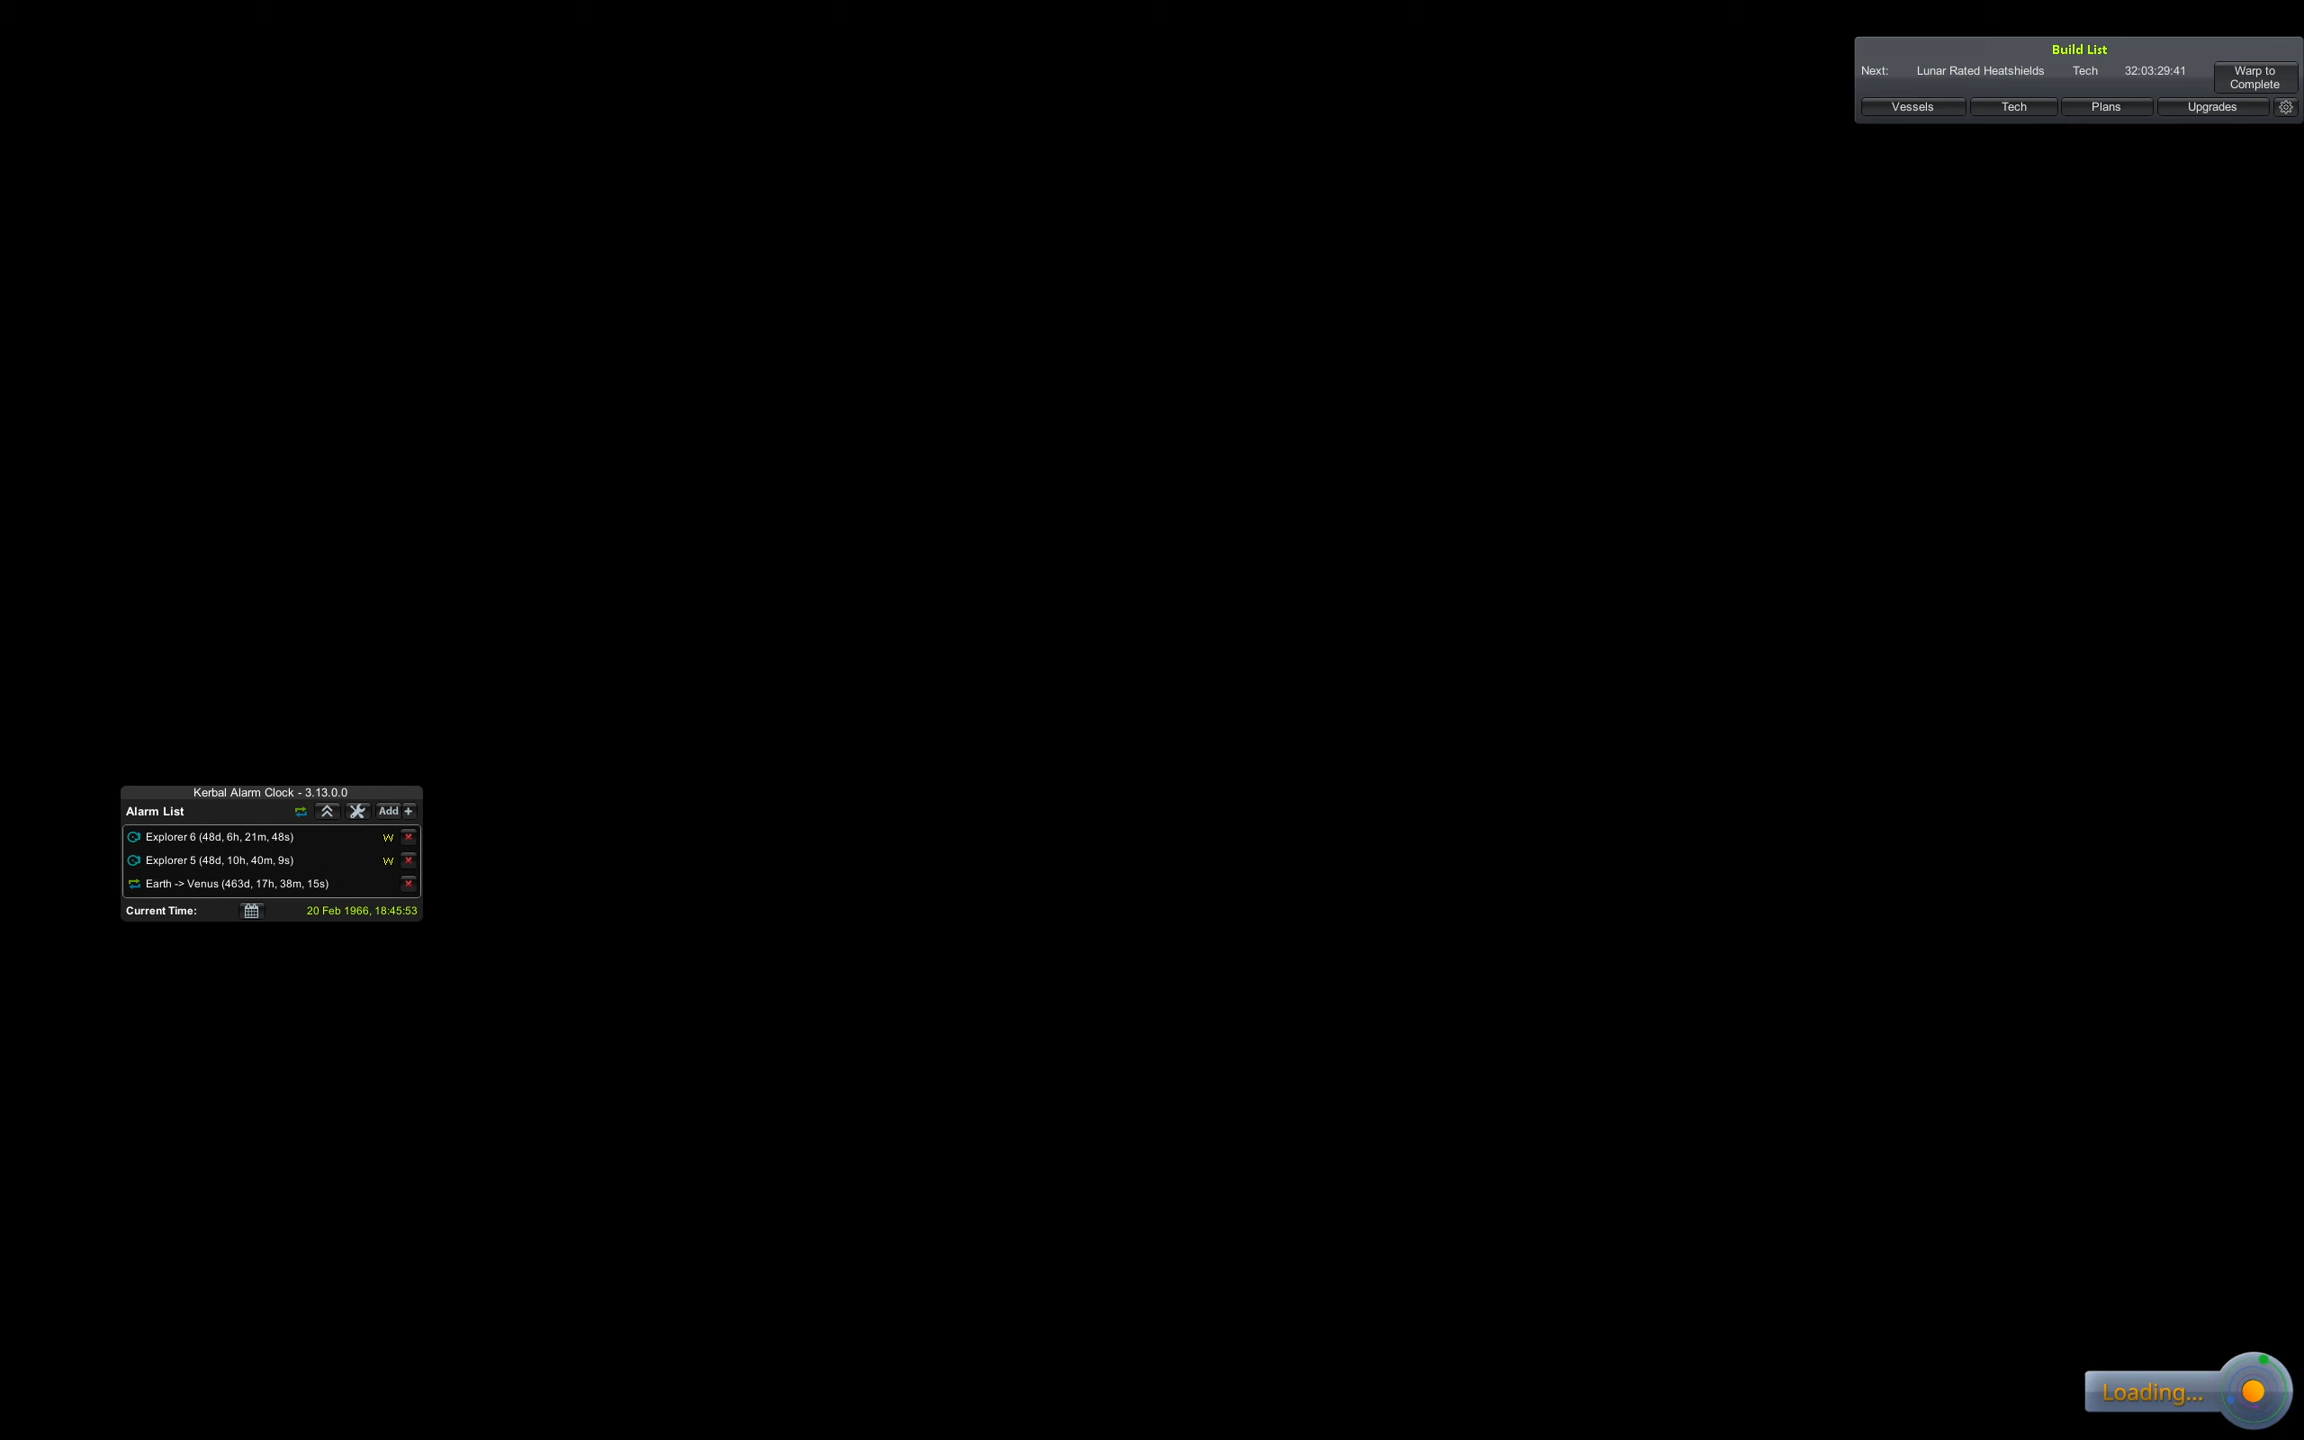 Build List
Next: Lunar Rated Heatshields Tech 32:03:29:41 Warp to Complete
Vessels Tech Plans Upgrades
Kerbal Alarm Clock - 3.13.0.0
Alarm List Add +
Explorer 6 (48d, 6h, 21m, 48s) W
Explorer 5 (48d, 10h, 40m, 9s) W
Earth -> Venus (463d, 17h, 38m, 15s)
Current Time: 20 Feb 1966, 18:45:53
Loading...